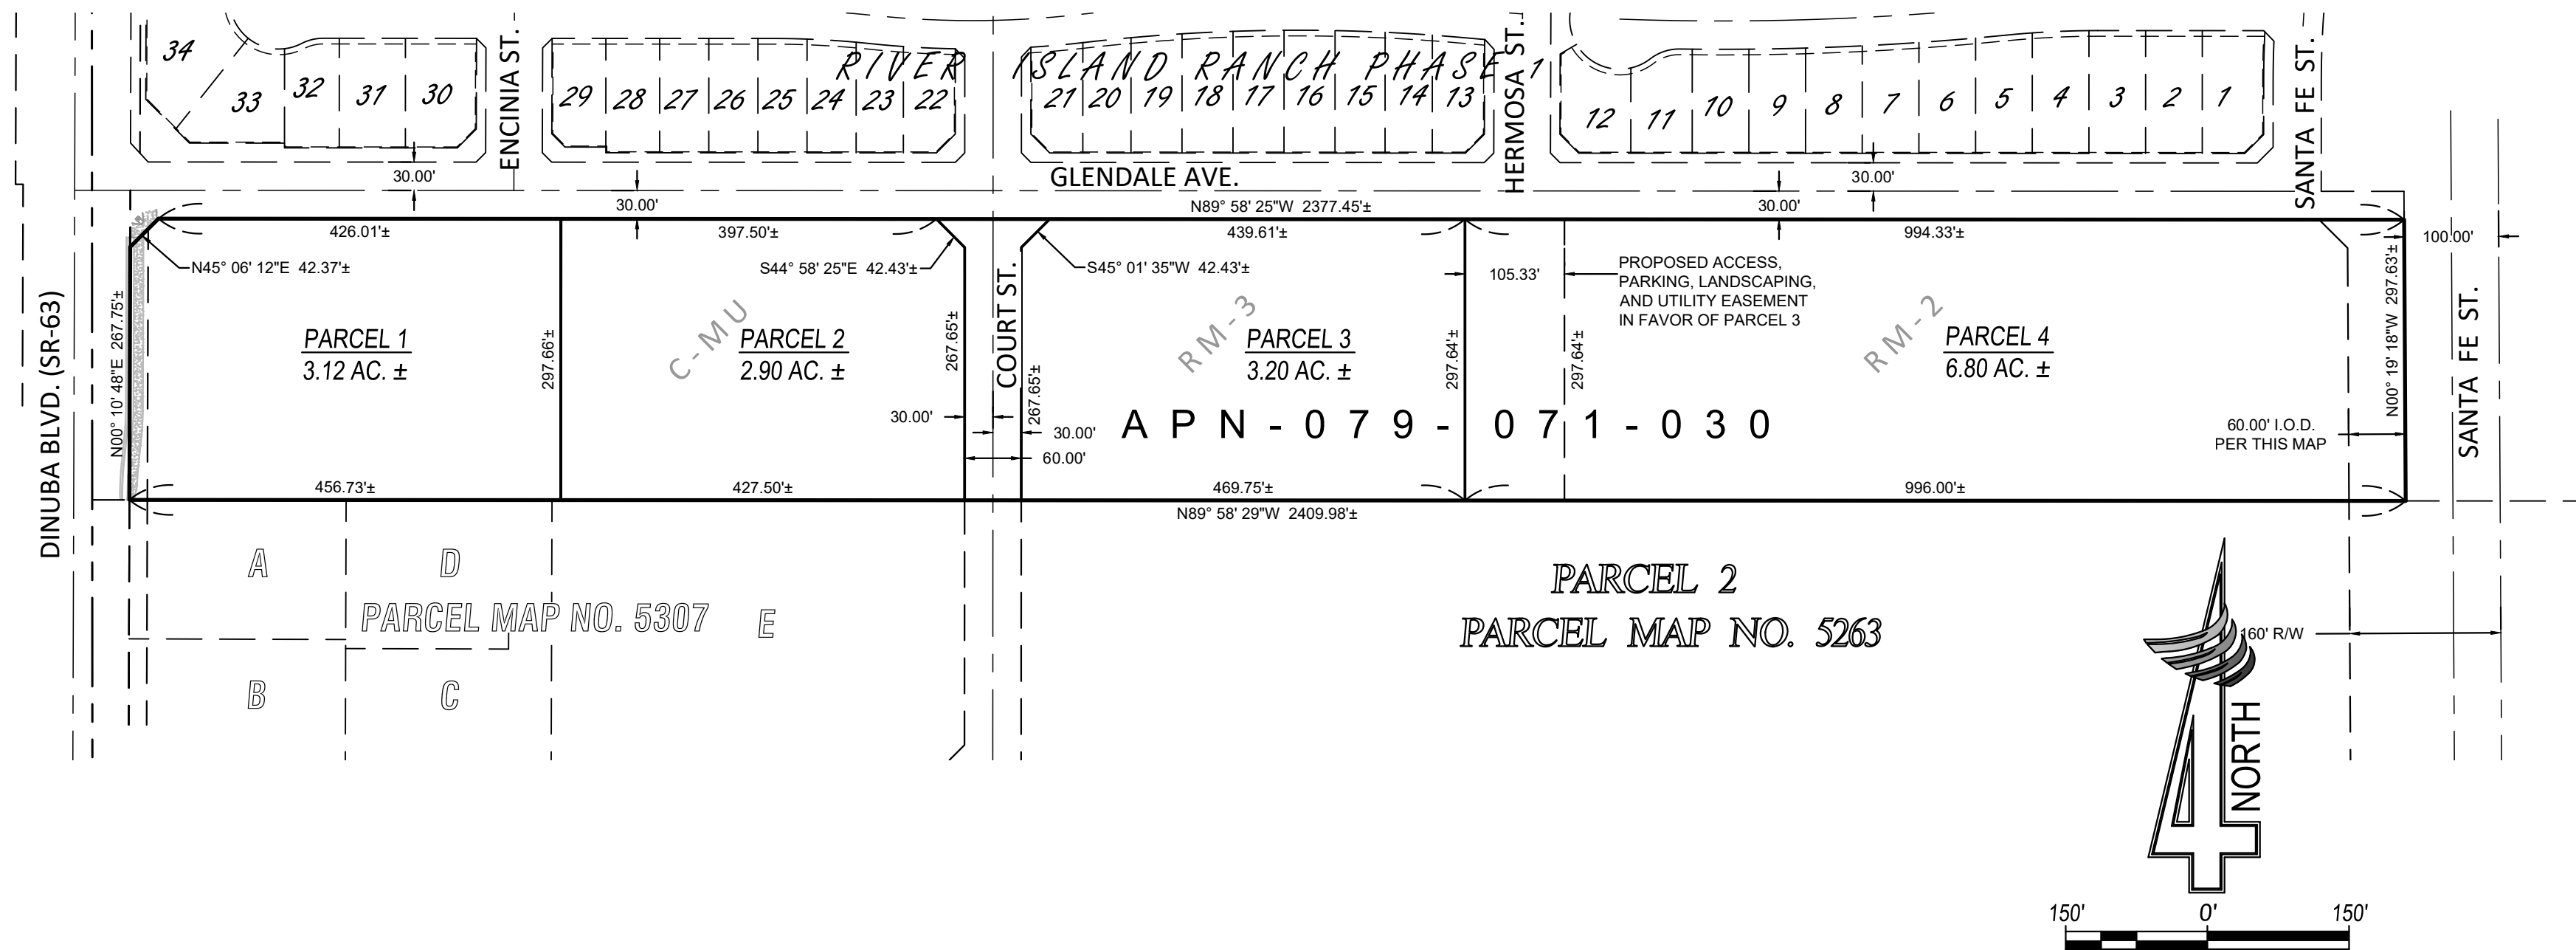 34
33
32
31
30
ENCINIA ST.
29
28
27
26
25
24
23
22
RIVER ISLAND RANCH PHASE 1
21
20
19
18
17
16
15
14
13
HERMOSA ST.
12
11
10
9
8
7
6
5
4
3
2
1
SANTA FE ST.
30.00'
GLENDALE AVE.
30.00'
30.00'
N89° 58' 25"W 2377.45'±
30.00'
426.01'±
397.50'±
439.61'±
994.33'±
100.00'
N45° 06' 12"E 42.37'±
S44° 58' 25"E 42.43'±
S45° 01' 35"W 42.43'±
105.33'
PROPOSED ACCESS,
PARKING, LANDSCAPING,
AND UTILITY EASEMENT
IN FAVOR OF PARCEL 3
DINUBA BLVD. (SR-63)
N00° 10' 48"E 267.75'±
PARCEL 1
3.12 AC. ±
297.66'±
C-MU
PARCEL 2
2.90 AC. ±
267.65'±
COURT ST.
267.65'±
RM-3
PARCEL 3
3.20 AC. ±
297.64'±
297.64'±
RM-2
PARCEL 4
6.80 AC. ±
N00° 19' 18"W 297.63'±
SANTA FE ST.
30.00'
30.00'
60.00'
APN-079-071-030
60.00' I.O.D.
PER THIS MAP
456.73'±
427.50'±
469.75'±
996.00'±
N89° 58' 29"W 2409.98'±
A
D
PARCEL MAP NO. 5307
E
B
C
PARCEL 2
PARCEL MAP NO. 5263
160' R/W
4
NORTH
150'
0'
150'